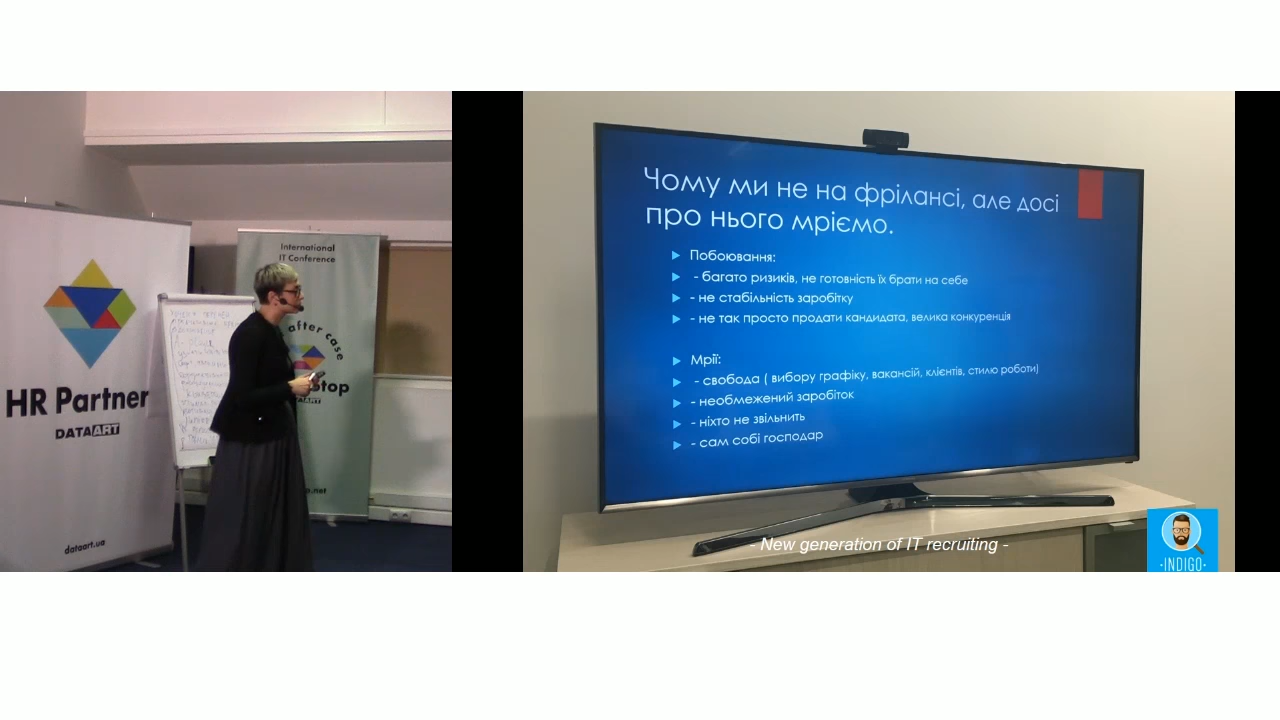 HR Partner
DATAART
dataart.ua
International
IT Conference
after case
top
DATAART
.net
Чому ми не на фрілансі, але досі
про нього мріємо.
Побоювання:
- багато ризиків, не готовність їх брати на себе
- не стабільність заробітку
- не так просто продати кандидата, велика конкуренція
Мрії:
- свобода ( вибору графіку, вакансій, клієнтів, стилю роботи)
- необмежений заробіток
- ніхто не звільнить
- сам собі господар
- New generation of IT recruiting -
·INDIGO·